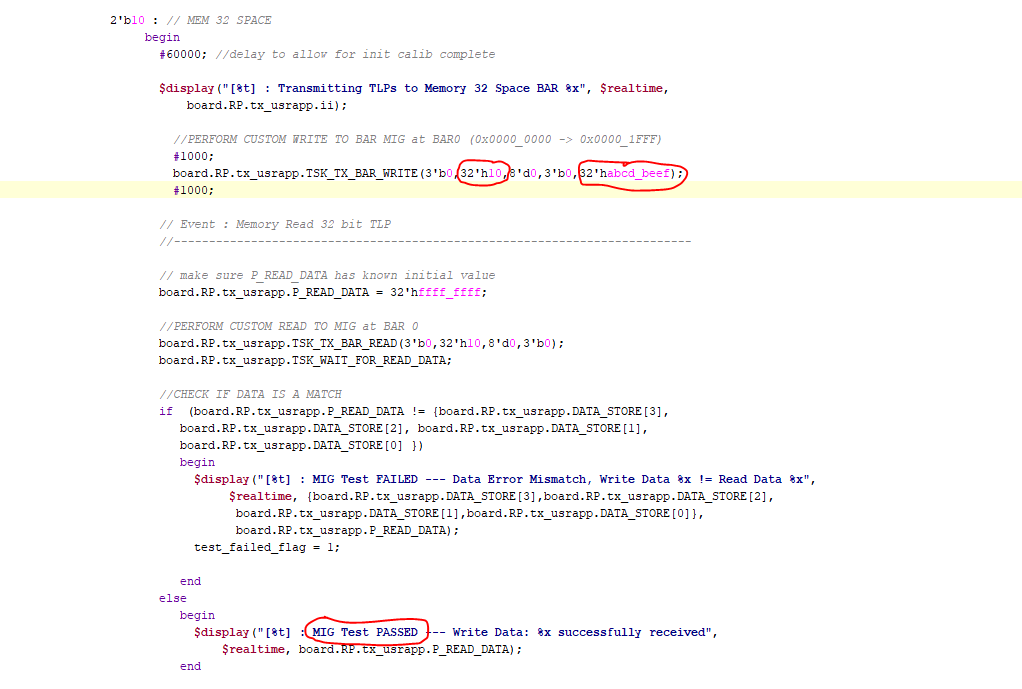 2'b10 : // MEM 32 SPACE
begin
#60000; //delay to allow for init calib complete
$display("[%t] : Transmitting TLPs to Memory 32 Space BAR %x", $realtime,
board.RP.tx_usrapp.ii);
//PERFORM CUSTOM WRITE TO BAR MIG at BAR0 (0x0000_0000 -> 0x0000_1FFF)
#1000;
board.RP.tx_usrapp.TSK_TX_BAR_WRITE(3'b0,32'h10,8'd0,3'b0,32'habcd_beef);
#1000;
// Event : Memory Read 32 bit TLP
//--------------------------------------------------------------------------
// make sure P_READ_DATA has known initial value
board.RP.tx_usrapp.P_READ_DATA = 32'hffff_ffff;
//PERFORM CUSTOM READ TO MIG at BAR 0
board.RP.tx_usrapp.TSK_TX_BAR_READ(3'b0,32'h10,8'd0,3'b0);
board.RP.tx_usrapp.TSK_WAIT_FOR_READ_DATA;
//CHECK IF DATA IS A MATCH
if (board.RP.tx_usrapp.P_READ_DATA != {board.RP.tx_usrapp.DATA_STORE[3],
board.RP.tx_usrapp.DATA_STORE[2], board.RP.tx_usrapp.DATA_STORE[1],
board.RP.tx_usrapp.DATA_STORE[0] })
begin
$display("[%t] : MIG Test FAILED --- Data Error Mismatch, Write Data %x != Read Data %x",
$realtime, {board.RP.tx_usrapp.DATA_STORE[3],board.RP.tx_usrapp.DATA_STORE[2],
board.RP.tx_usrapp.DATA_STORE[1],board.RP.tx_usrapp.DATA_STORE[0]},
board.RP.tx_usrapp.P_READ_DATA);
test_failed_flag = 1;
end
else
begin
$display("[%t] : MIG Test PASSED --- Write Data: %x successfully received",
$realtime, board.RP.tx_usrapp.P_READ_DATA);
end